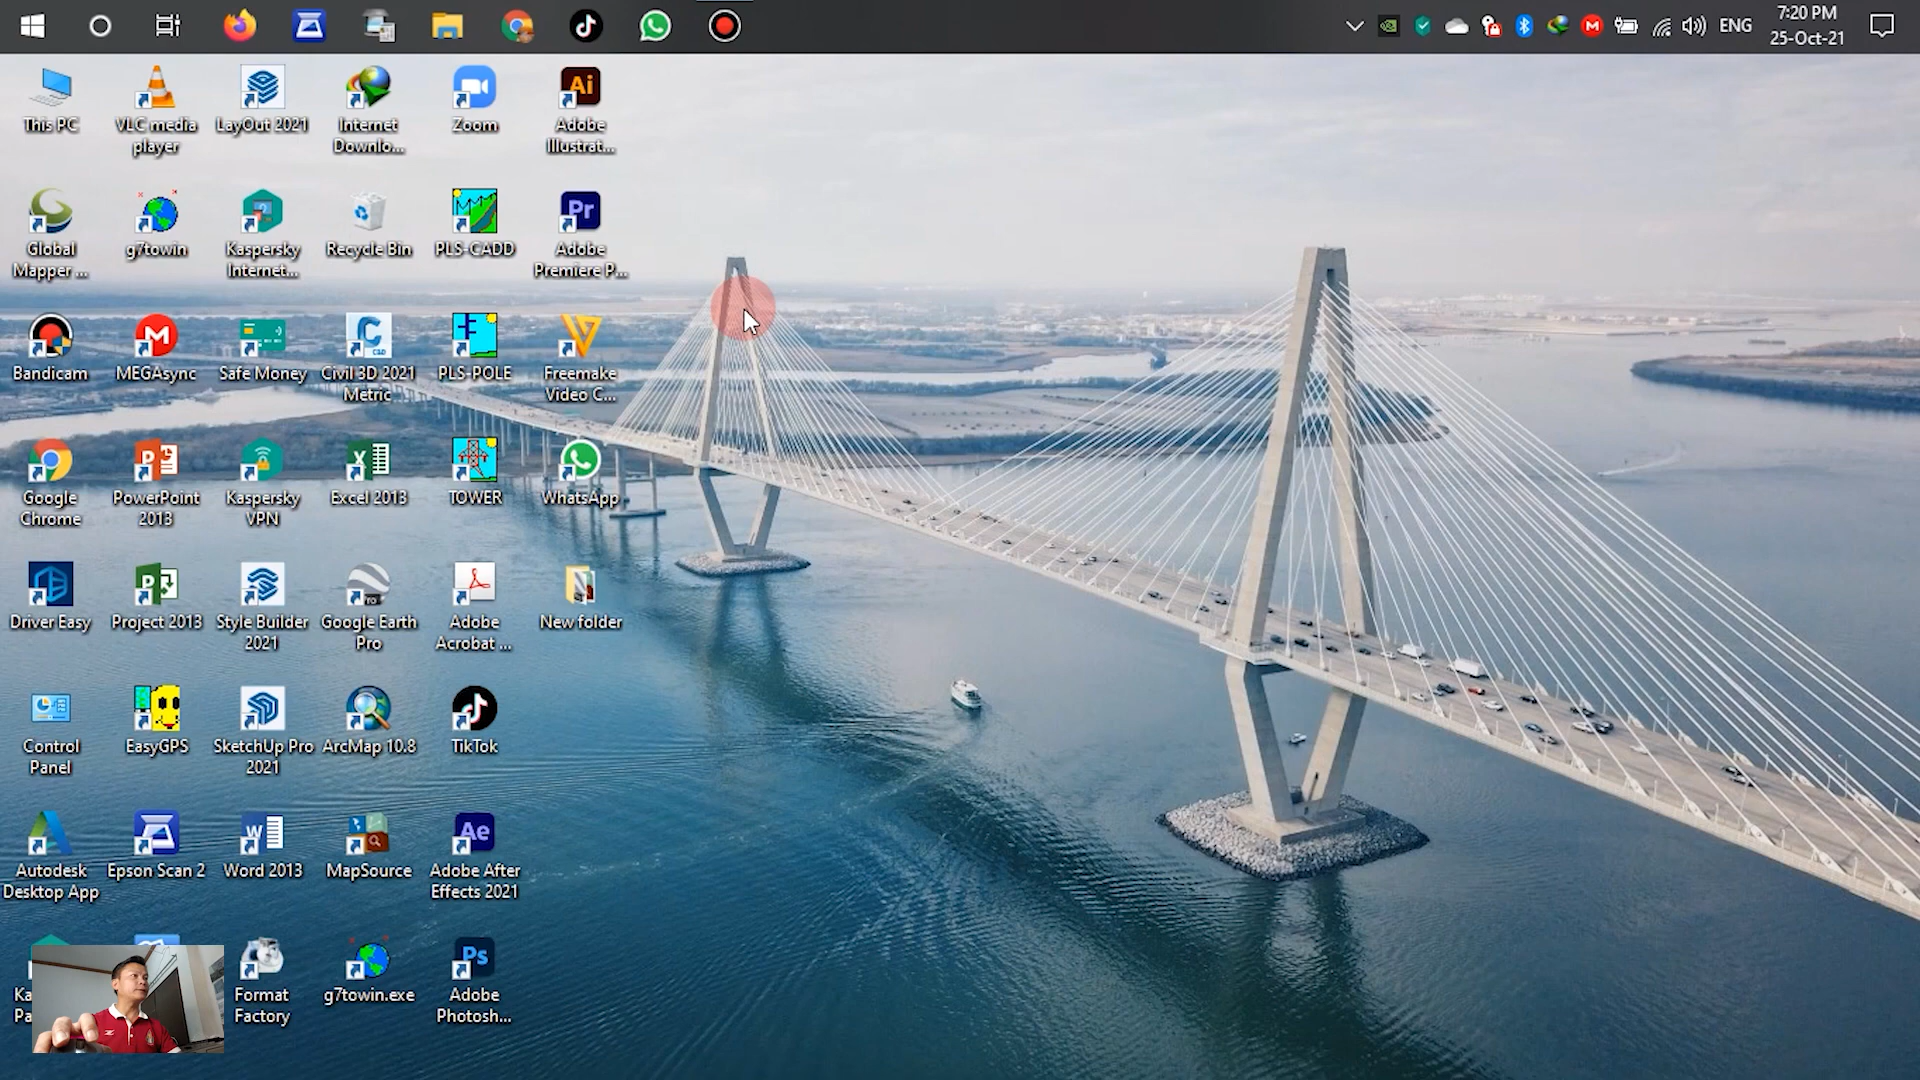 ENG
7:20 PM
25-Oct-21
This PC
VLC media
player
LayOut 2021
Internet
Downlo...
Zoom
Adobe
Illustrat...
Global
Mapper ...
g7towin
Kaspersky
Internet...
Recycle Bin
PLS-CADD
Adobe
Premiere P...
Bandicam
MEGAsync
Safe Money
Civil 3D 2021
Metric
PLS-POLE
Freemake
Video C...
Google
Chrome
PowerPoint
2013
Kaspersky
VPN
Excel 2013
TOWER
WhatsApp
Driver Easy
Project 2013
Style Builder
2021
Google Earth
Pro
Adobe
Acrobat ...
New folder
Control
Panel
EasyGPS
SketchUp Pro
2021
ArcMap 10.8
TikTok
Autodesk
Desktop App
Epson Scan 2
Word 2013
MapSource
Adobe After
Effects 2021
Ka
Pa
Format
Factory
g7towin.exe
Adobe
Photosh...